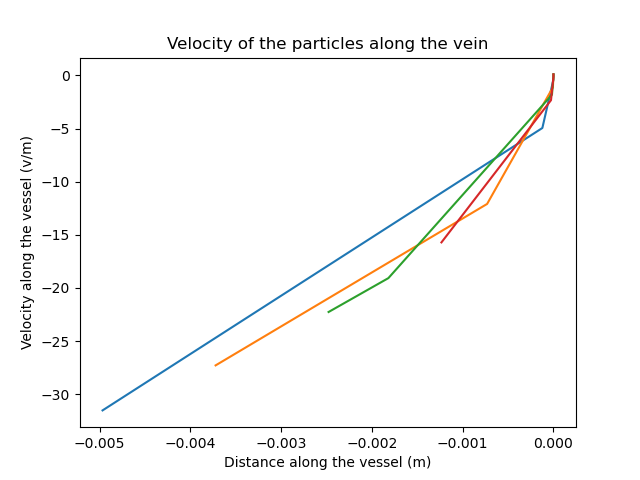 Velocity of the particles along the vein
Velocity along the vessel (v/m)
0
−5
−10
−15
−20
−25
−30
−0.005 −0.004 −0.003 −0.002 −0.001 0.000
Distance along the vessel (m)